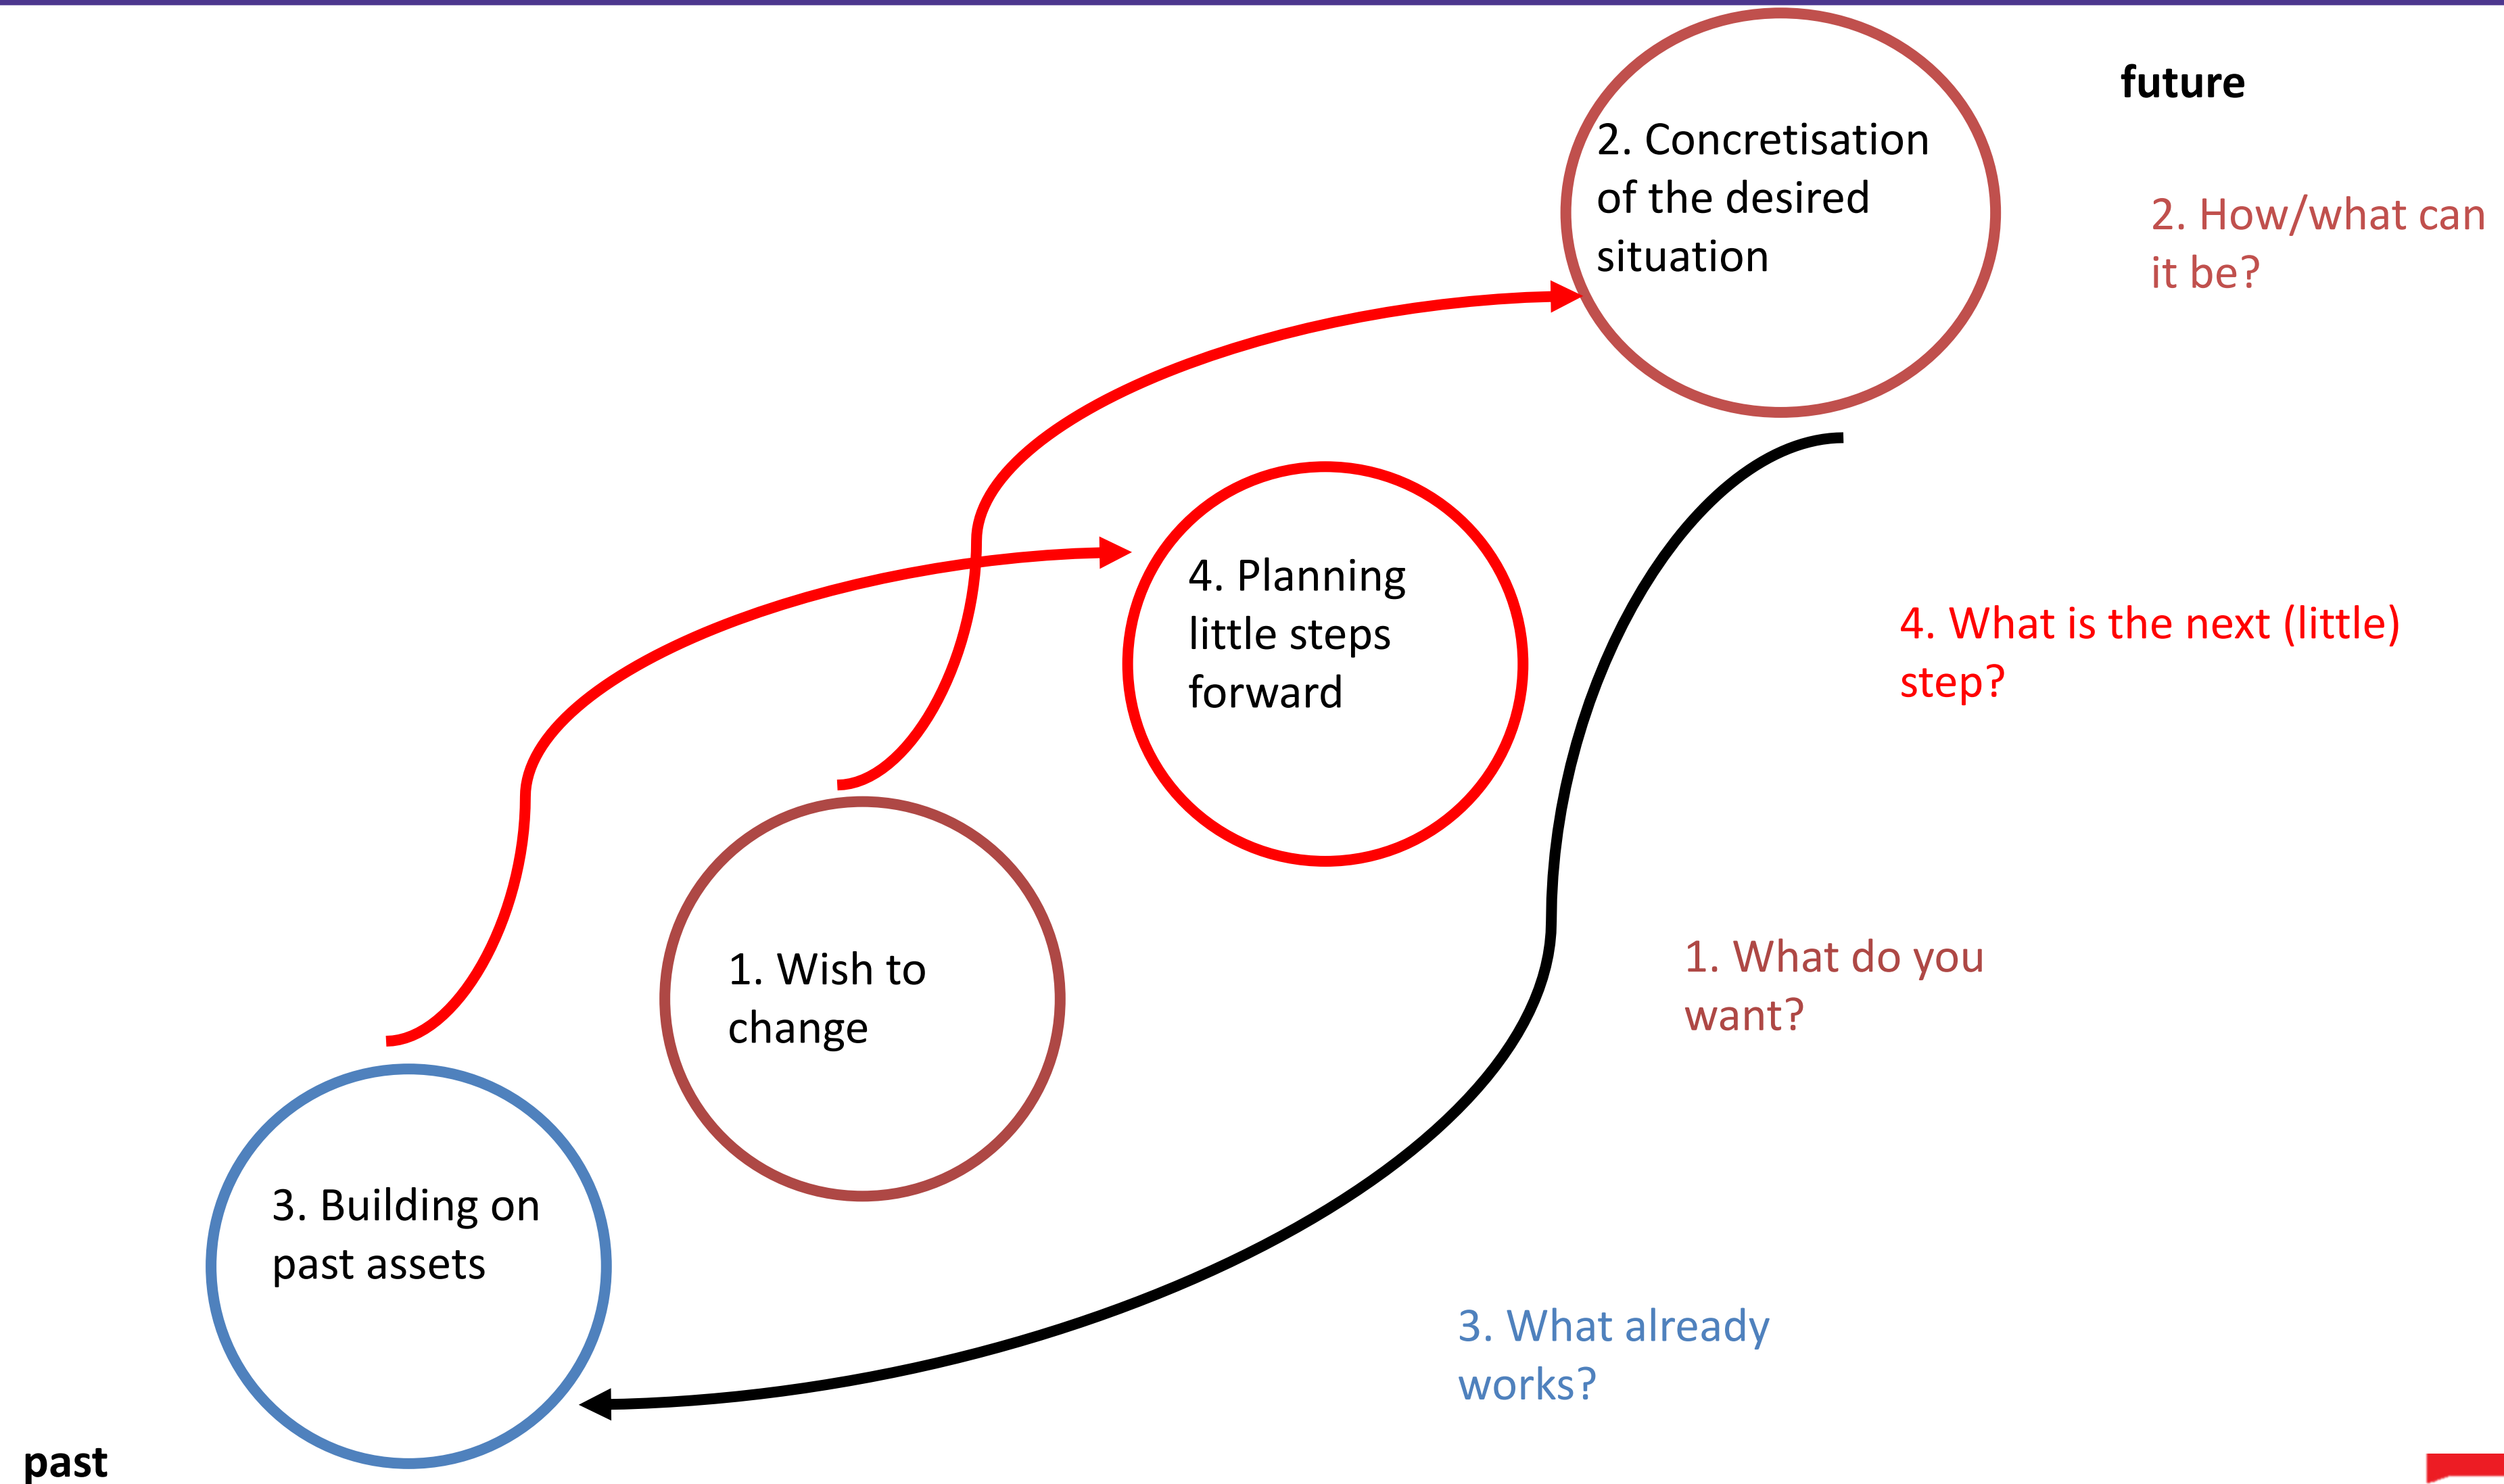 future
2. Concretisation
of the desired
situation
2. How/what can
it be?
4. Planning
little steps
forward
4. What is the next (little)
step?
1. Wish to
change
1. What do you
want?
3. Building on
past assets
3. What already
works?
past